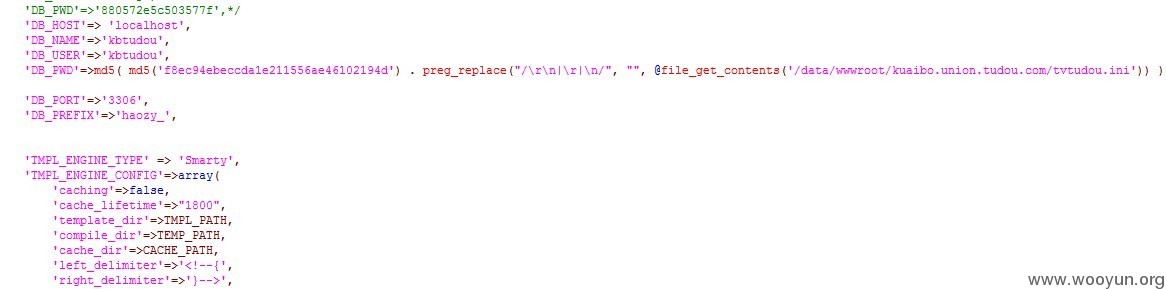 'DB_PWD'=>'880572e5c503577f',*/
'DB_HOST'=> 'localhost',
'DB_NAME'=>'kbtudou',
'DB_USER'=>'kbtudou',
'DB_PWD'=>md5( md5('f8ec94ebeccda1e211556ae46102194d') . preg_replace("/\r\n|\r|\n/", "", @file_get_contents('/data/wwwroot/kuaibo.union.tudou.com/tvtudou.ini')) )
'DB_PORT'=>'3306',
'DB_PREFIX'=>'haozy_',
'TMPL_ENGINE_TYPE' => 'Smarty',
'TMPL_ENGINE_CONFIG'=>array(
'caching'=>false,
'cache_lifetime'=>"1800",
'template_dir'=>TMPL_PATH,
'compile_dir'=>TEMP_PATH,
'cache_dir'=>CACHE_PATH,
'left_delimiter'=>'<!--{',
'right_delimiter'=>'}-->',
www.wooyun.org